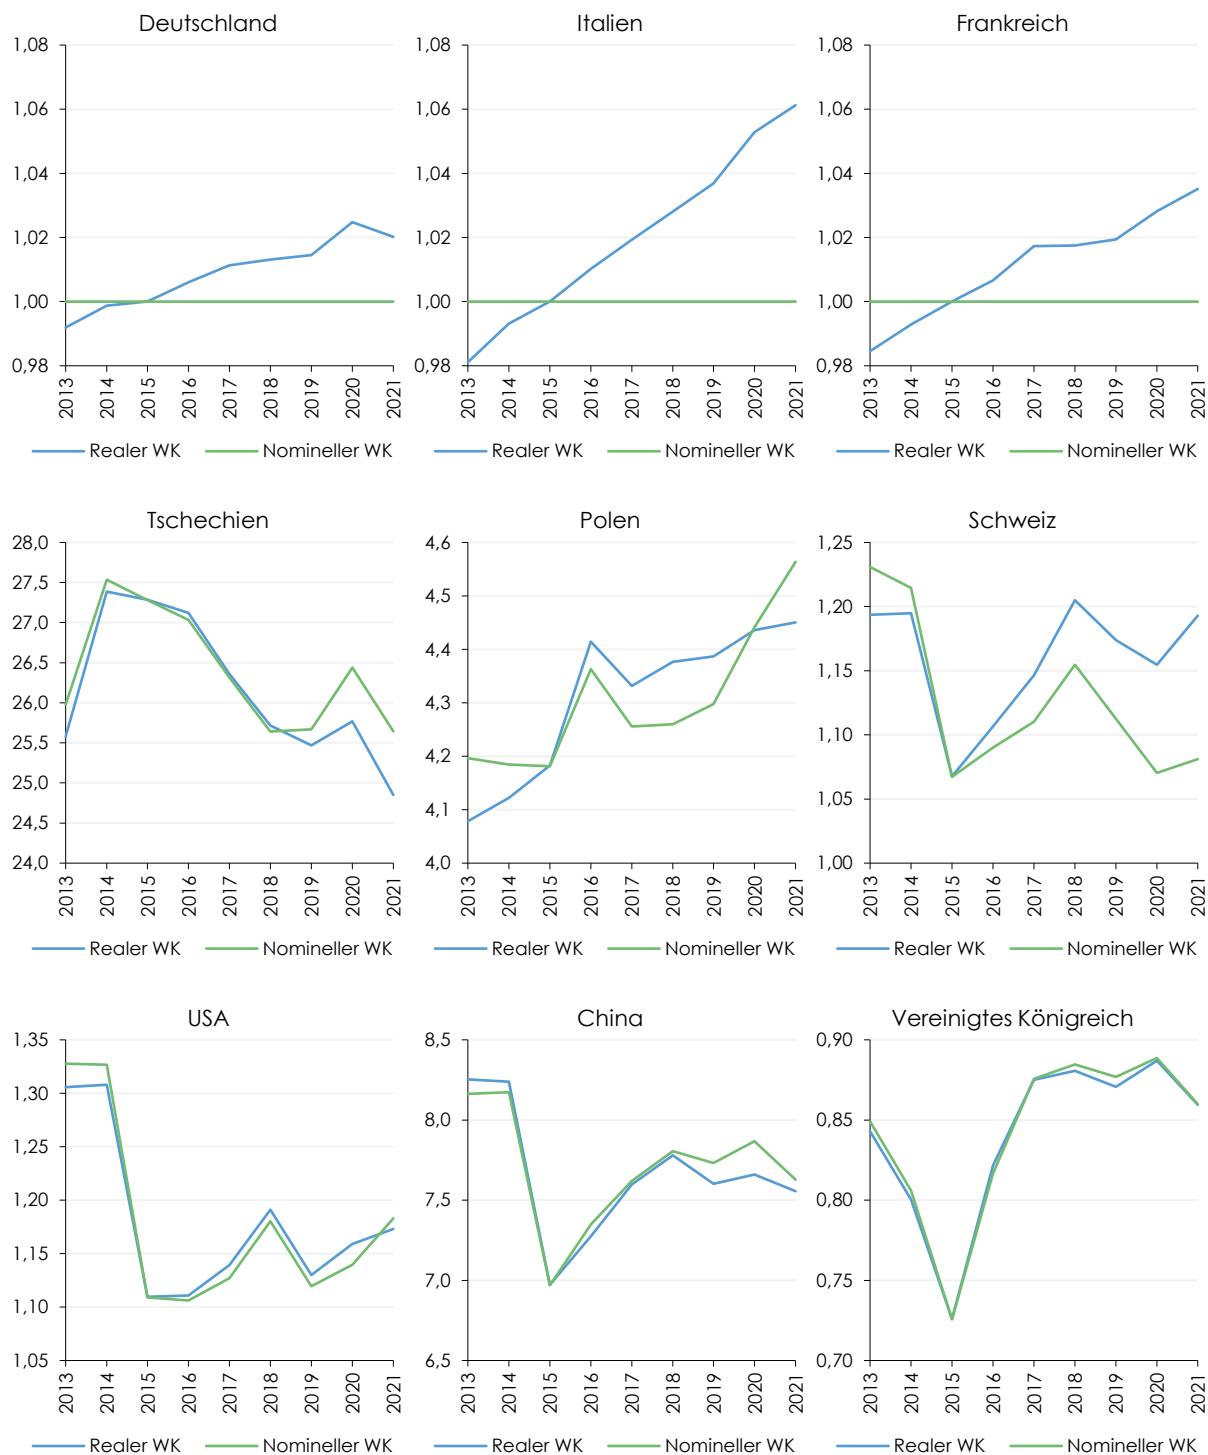 Deutschland
1,08
1,06
1,04
1,02
1,00
0,98
2013 2014 2015 2016 2017 2018 2019 2020 2021
Realer WK Nomineller WK
Italien
1,08
1,06
1,04
1,02
1,00
0,98
2013 2014 2015 2016 2017 2018 2019 2020 2021
Realer WK Nomineller WK
Frankreich
1,08
1,06
1,04
1,02
1,00
0,98
2013 2014 2015 2016 2017 2018 2019 2020 2021
Realer WK Nomineller WK
Tschechien
28,0
27,5
27,0
26,5
26,0
25,5
25,0
24,5
24,0
2013 2014 2015 2016 2017 2018 2019 2020 2021
Realer WK Nomineller WK
Polen
4,6
4,5
4,4
4,3
4,2
4,1
4,0
2013 2014 2015 2016 2017 2018 2019 2020 2021
Realer WK Nomineller WK
Schweiz
1,25
1,20
1,15
1,10
1,05
1,00
2013 2014 2015 2016 2017 2018 2019 2020 2021
Realer WK Nomineller WK
USA
1,35
1,30
1,25
1,20
1,15
1,10
1,05
2013 2014 2015 2016 2017 2018 2019 2020 2021
Realer WK Nomineller WK
China
8,5
8,0
7,5
7,0
6,5
2013 2014 2015 2016 2017 2018 2019 2020 2021
Realer WK Nomineller WK
Vereinigtes Königreich
0,90
0,85
0,80
0,75
0,70
2013 2014 2015 2016 2017 2018 2019 2020 2021
Realer WK Nomineller WK